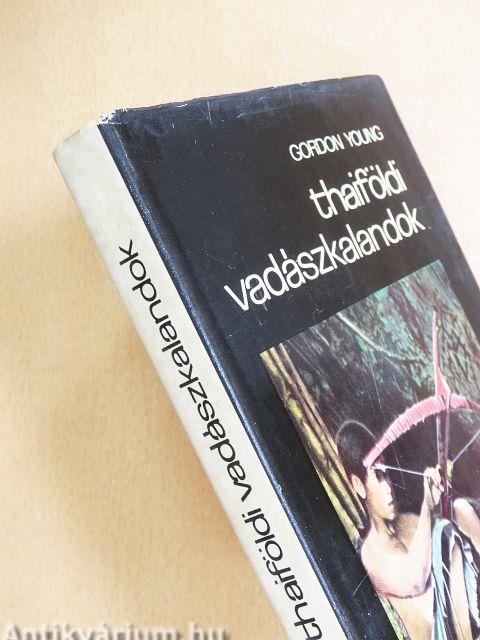 GORDON YOUNG
thaiföldi
vadászkalandok
thaiföldi vadászkalandok
Antikvárium.hu